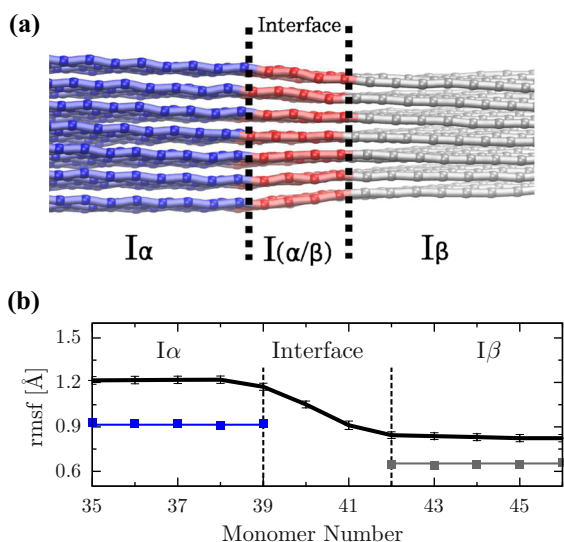 (a)
Interface
Iα
I(α/β)
Iβ
(b)
1.5
1.2
0.9
0.6
rmsf [Å]
Iα
Interface
Iβ
35
37
39
41
43
45
Monomer Number